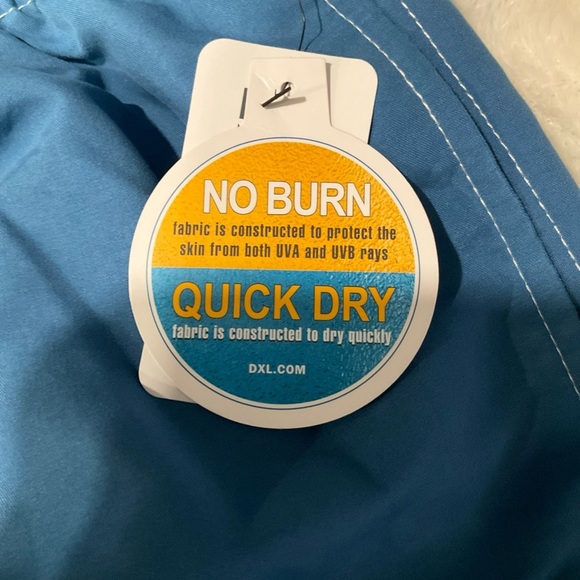 NO BURN
fabric is constructed to protect the
skin from both UVA and UVB rays
QUICK DRY
fabric is constructed to dry quickly
DXL.COM